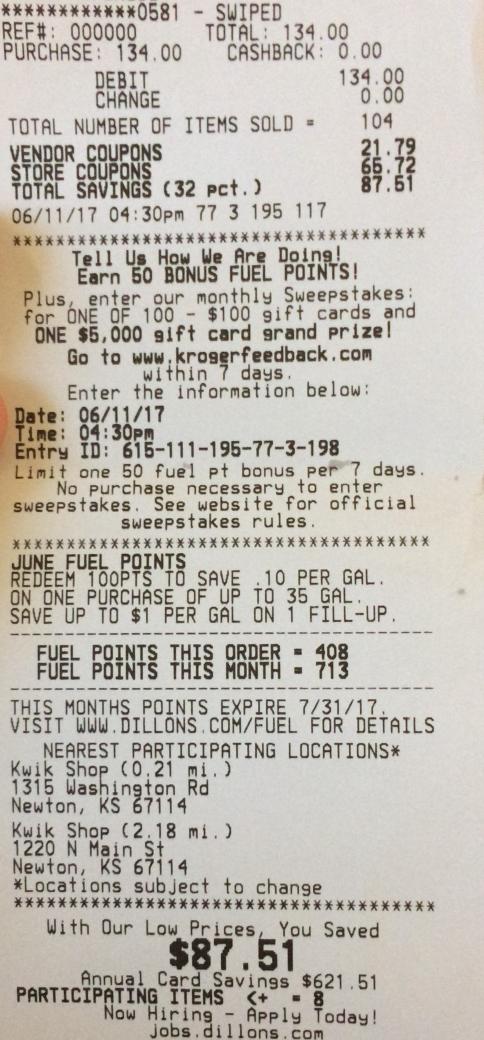 ***********0581 - SWIPED
REF#: 000000 TOTAL: 134.00
PURCHASE: 134.00 CASHBACK: 0.00
DEBIT 134.00
CHANGE 0.00
TOTAL NUMBER OF ITEMS SOLD = 104
VENDOR COUPONS 21.79
STORE COUPONS 65.72
TOTAL SAVINGS (32 pct.) 87.51
06/11/17 04:30pm 77 3 195 117
***************************************
Tell Us How We Are Doing!
Earn 50 BONUS FUEL POINTS!
Plus, enter our monthly Sweepstakes:
for ONE OF 100 - $100 gift cards and
ONE $5,000 gift card grand prize!
Go to www.krogerfeedback.com
within 7 days.
Enter the information below:
Date: 06/11/17
Time: 04:30pm
Entry ID: 615-111-195-77-3-198
Limit one 50 fuel pt bonus per 7 days.
No purchase necessary to enter
sweepstakes. See website for official
sweepstakes rules.
***************************************
JUNE FUEL POINTS
REDEEM 100PTS TO SAVE .10 PER GAL.
ON ONE PURCHASE OF UP TO 35 GAL.
SAVE UP TO $1 PER GAL ON 1 FILL-UP.
---------------------------------------
FUEL POINTS THIS ORDER = 408
FUEL POINTS THIS MONTH = 713
---------------------------------------
THIS MONTHS POINTS EXPIRE 7/31/17.
VISIT WWW.DILLONS.COM/FUEL FOR DETAILS
NEAREST PARTICIPATING LOCATIONS*
Kwik Shop (0.21 mi.)
1315 Washington Rd
Newton, KS 67114
Kwik Shop (2.18 mi.)
1220 N Main St
Newton, KS 67114
*Locations subject to change
***************************************
With Our Low Prices, You Saved
$87.51
Annual Card Savings $621.51
PARTICIPATING ITEMS <+ = 8
Now Hiring - Apply Today!
jobs.dillons.com